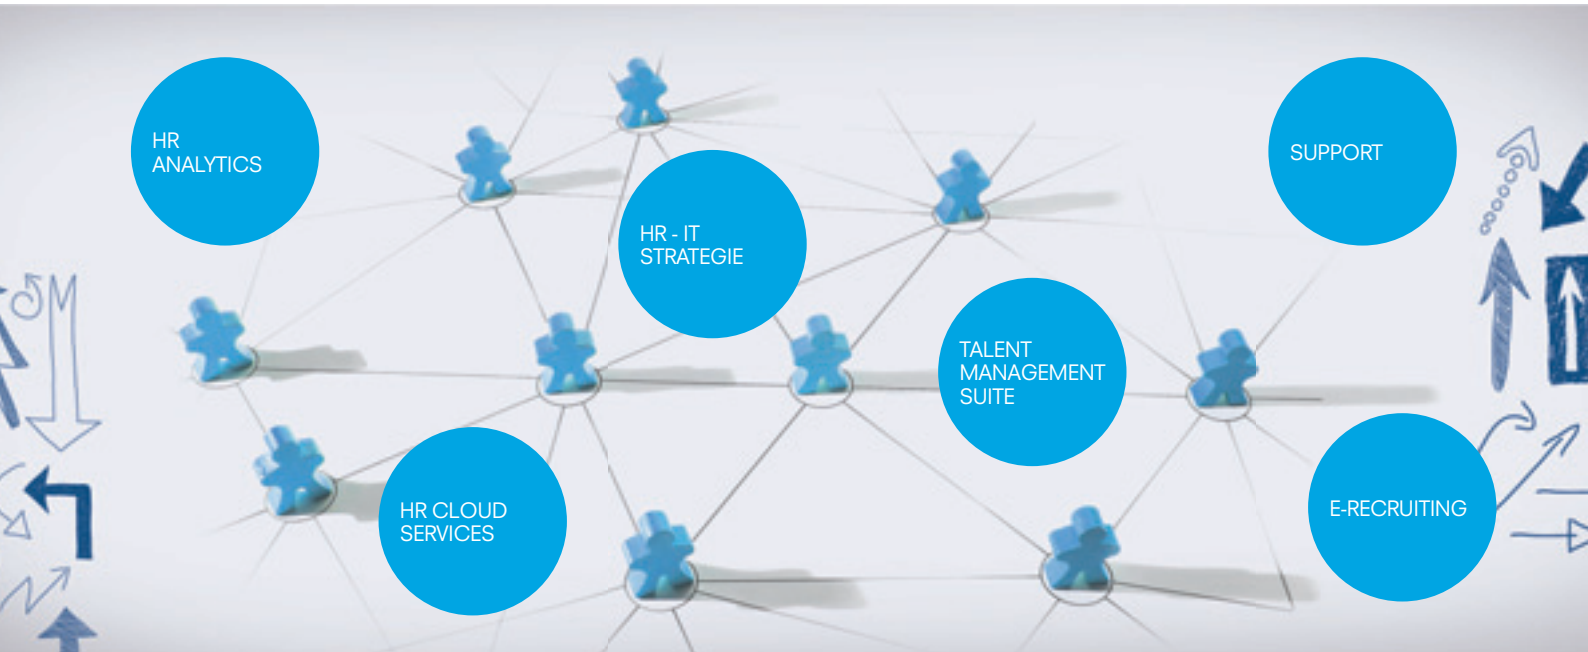 HR
ANALYTICS
SUPPORT
HR - IT
STRATEGIE
TALENT
MANAGEMENT
SUITE
HR CLOUD
SERVICES
E-RECRUITING